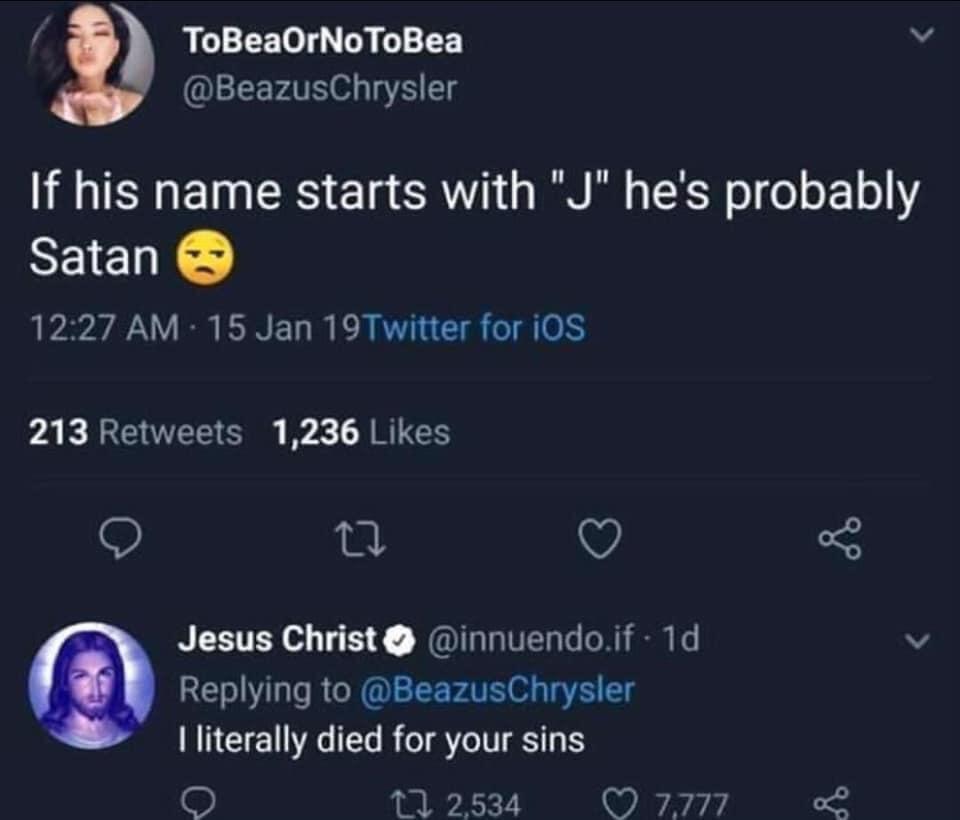 ToBeaOrNoToBea
@BeazusChrysler
If his name starts with "J" he's probably
Satan 😒
12:27 AM · 15 Jan 19Twitter for iOS
213 Retweets 1,236 Likes
Jesus Christ @innuendo.if · 1d
Replying to @BeazusChrysler
I literally died for your sins
2,534 7,777